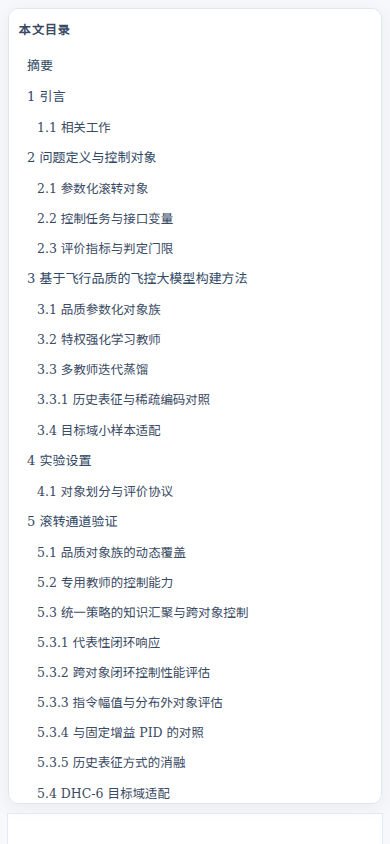 本文目录
摘要
1 引言
1.1 相关工作
2 问题定义与控制对象
2.1 参数化滚转对象
2.2 控制任务与接口变量
2.3 评价指标与判定门限
3 基于飞行品质的飞控大模型构建方法
3.1 品质参数化对象族
3.2 特权强化学习教师
3.3 多教师迭代蒸馏
3.3.1 历史表征与稀疏编码对照
3.4 目标域小样本适配
4 实验设置
4.1 对象划分与评价协议
5 滚转通道验证
5.1 品质对象族的动态覆盖
5.2 专用教师的控制能力
5.3 统一策略的知识汇聚与跨对象控制
5.3.1 代表性闭环响应
5.3.2 跨对象闭环控制性能评估
5.3.3 指令幅值与分布外对象评估
5.3.4 与固定增益 PID 的对照
5.3.5 历史表征方式的消融
5.4 DHC-6 目标域适配